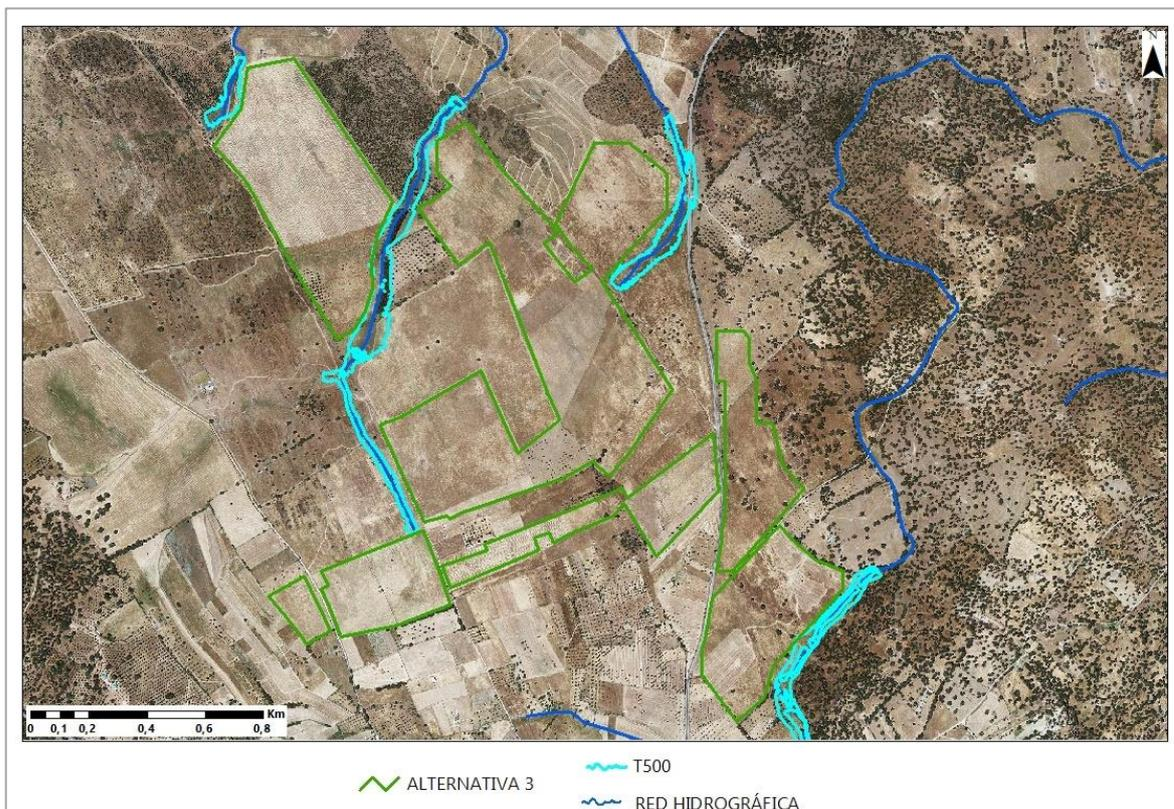 N
Km
0 0,1 0,2 0,4 0,6 0,8
ALTERNATIVA 3
T500
RED HIDROGRÁFICA